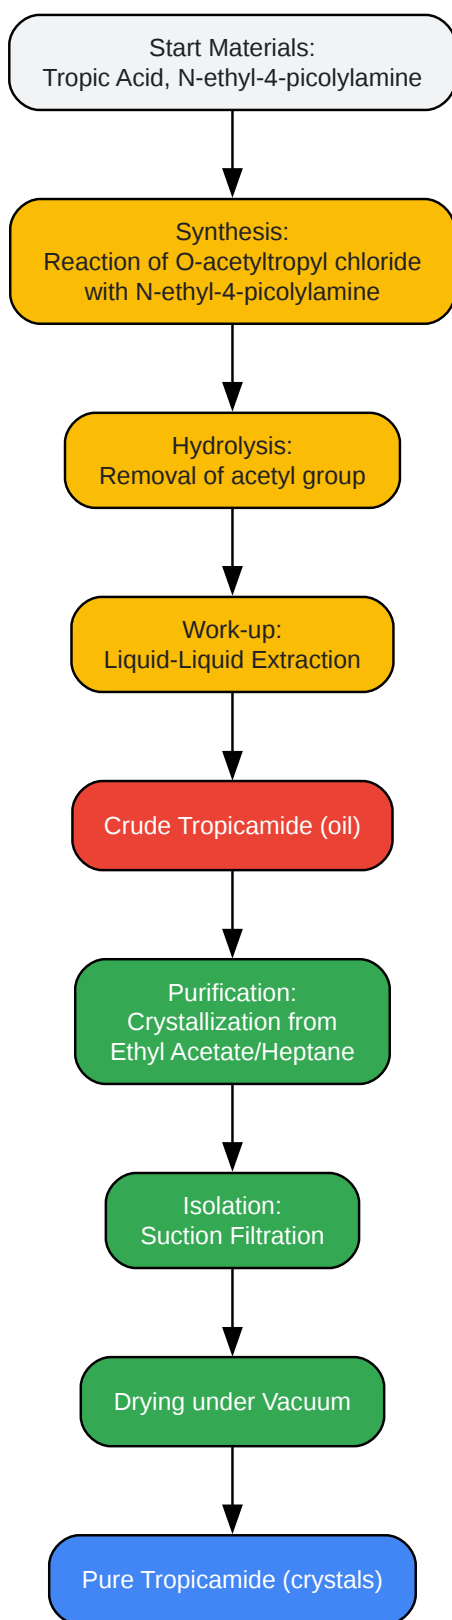 Start Materials:
Tropic Acid, N-ethyl-4-picolylamine
Synthesis:
Reaction of O-acetyltropyl chloride
with N-ethyl-4-picolylamine
Hydrolysis:
Removal of acetyl group
Work-up:
Liquid-Liquid Extraction
Crude Tropicamide (oil)
Purification:
Crystallization from
Ethyl Acetate/Heptane
Isolation:
Suction Filtration
Drying under Vacuum
Pure Tropicamide (crystals)